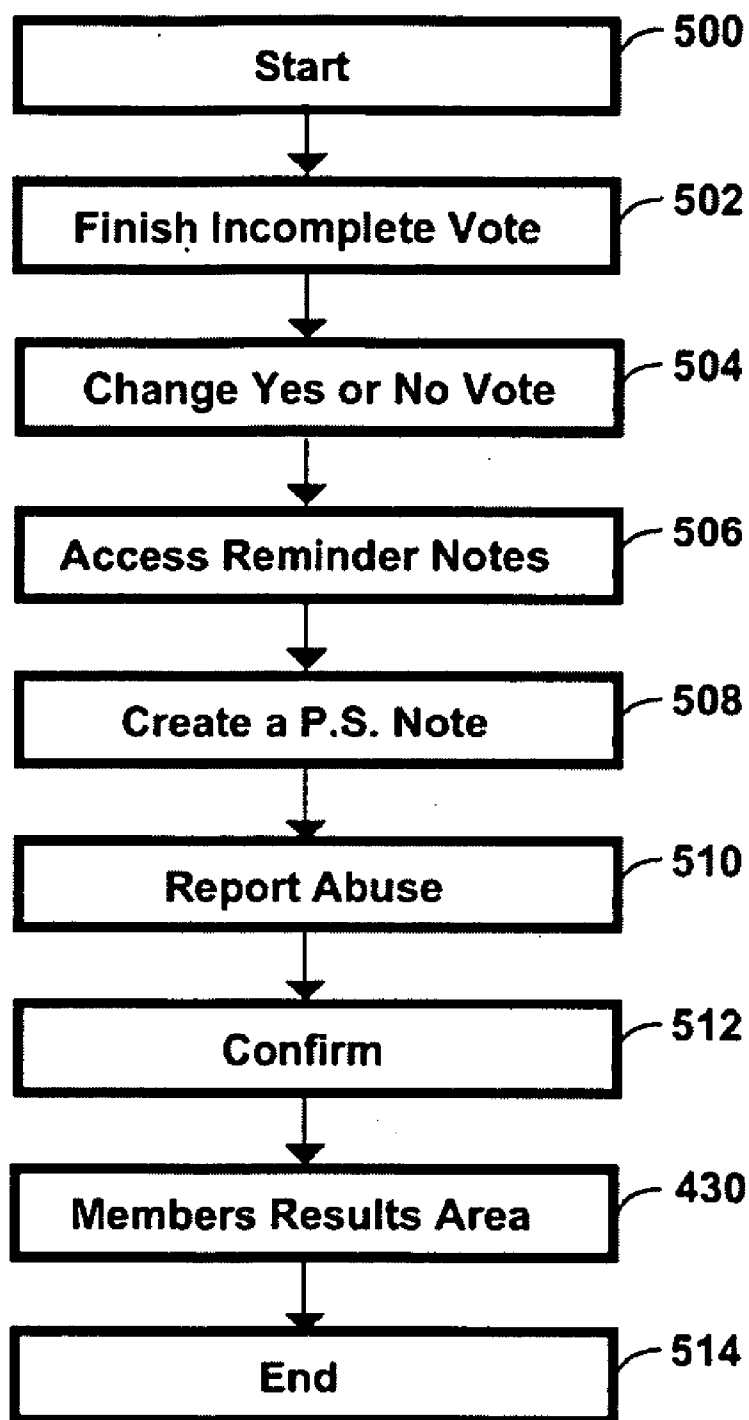 Start 500
Finish Incomplete Vote 502
Change Yes or No Vote 504
Access Reminder Notes 506
Create a P.S. Note 508
Report Abuse 510
Confirm 512
Members Results Area 430
End 514